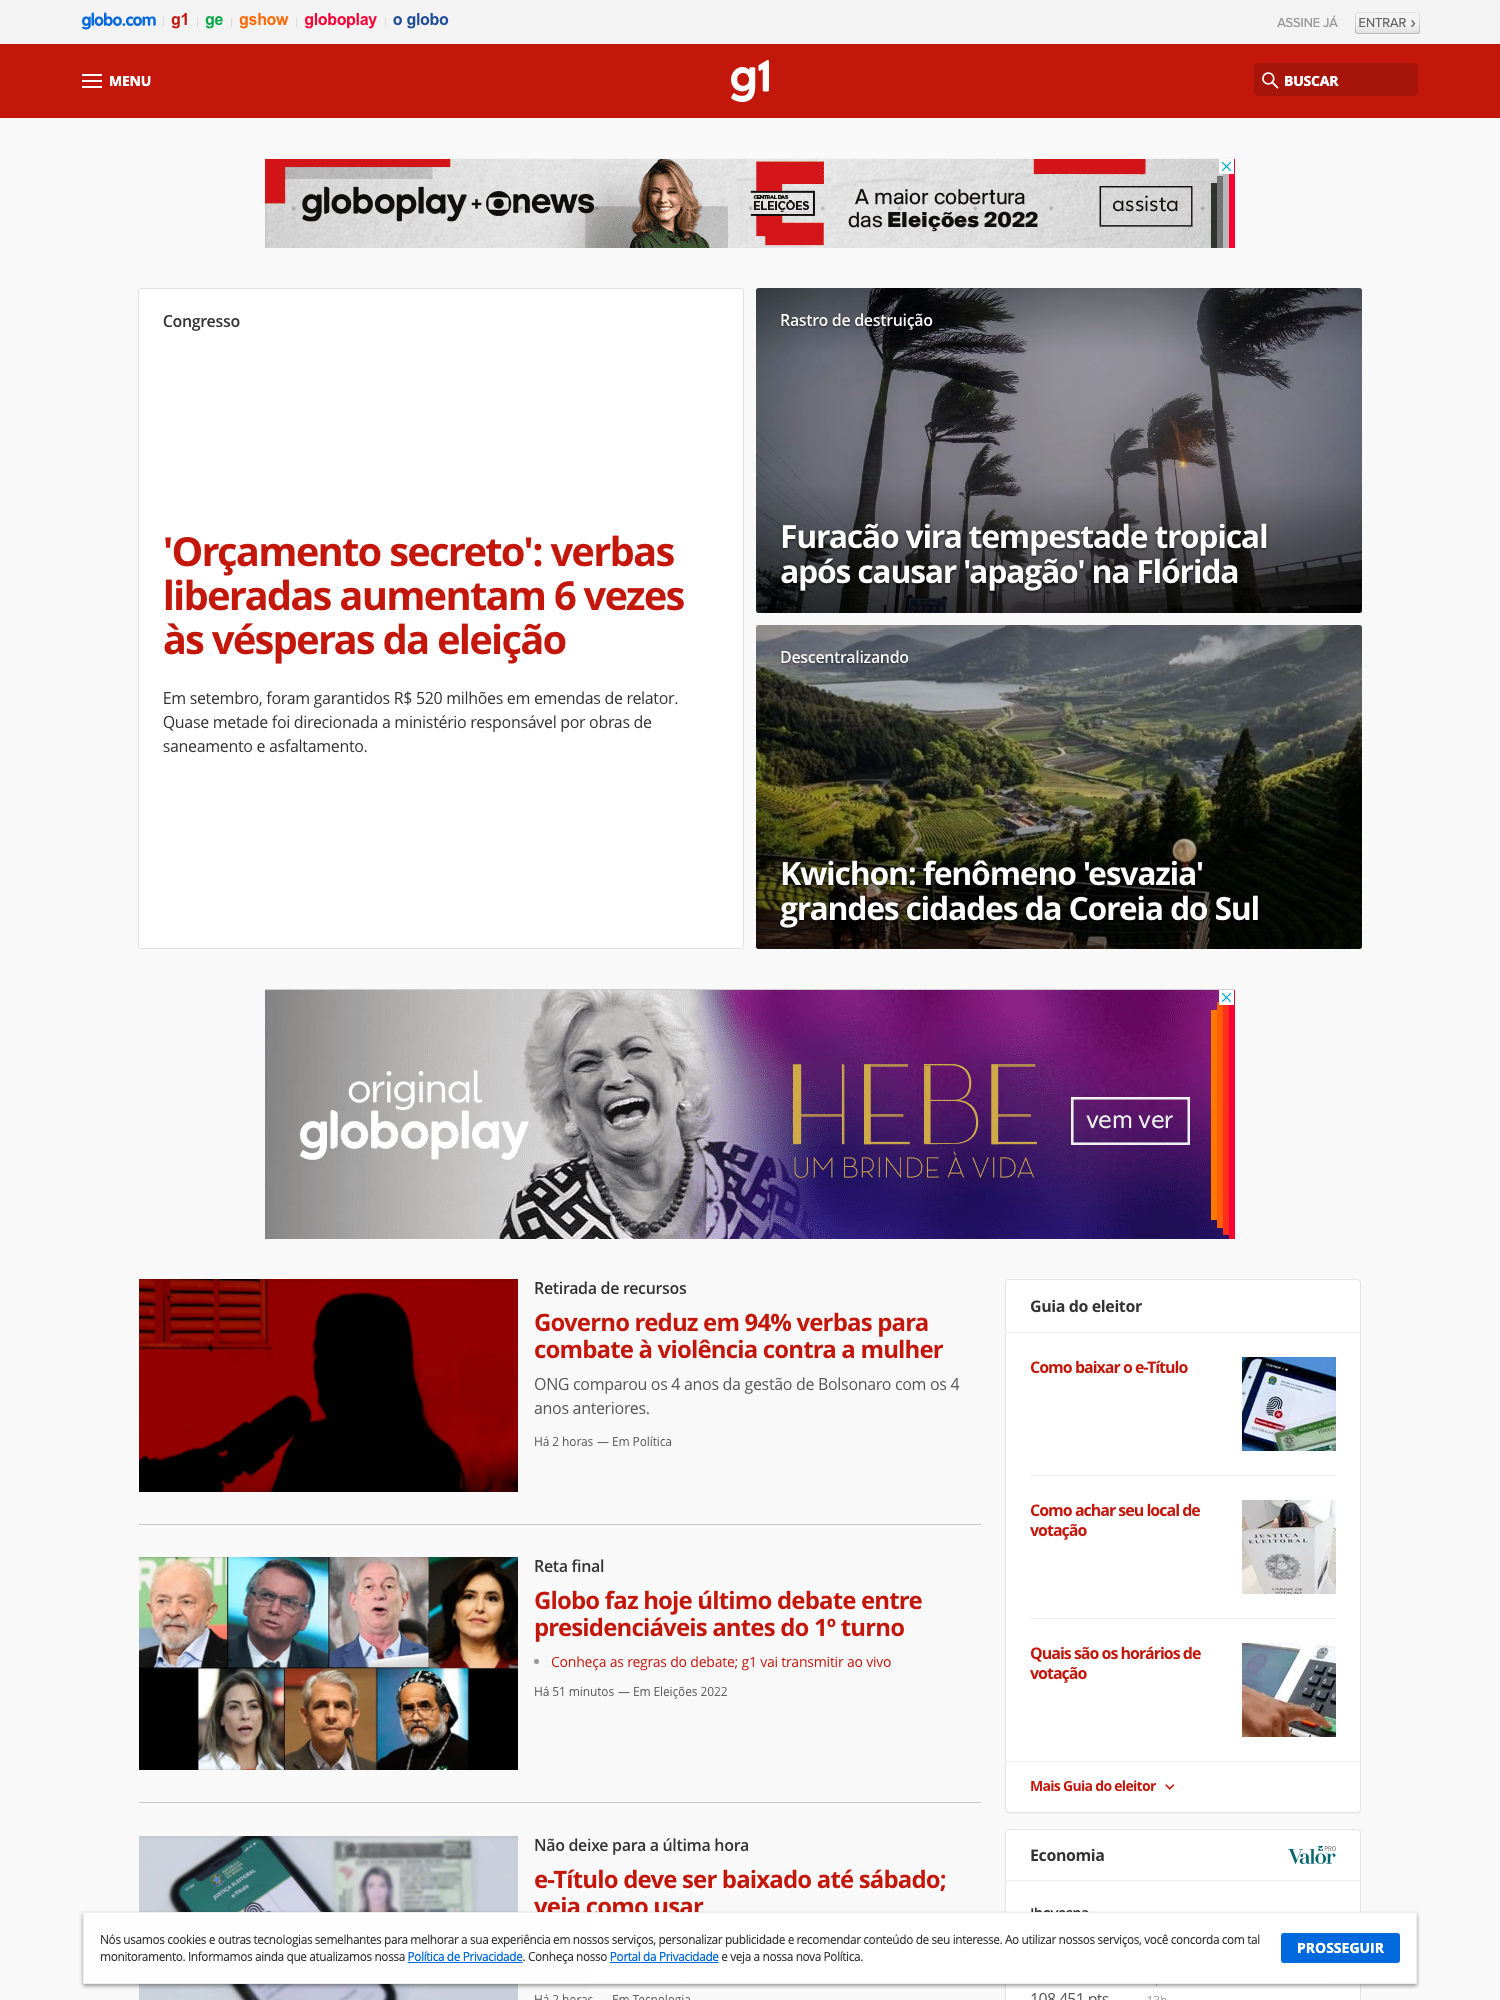 globo.com g1 ge gshow globoplay o globo
ASSINE JÁ ENTRAR ›
MENU
g1
BUSCAR
globoplay + news
CENTRAL DAS
ELEIÇÕES
A maior cobertura
das Eleições 2022
assista
Congresso
'Orçamento secreto': verbas
liberadas aumentam 6 vezes
às vésperas da eleição
Em setembro, foram garantidos R$ 520 milhões em emendas de relator.
Quase metade foi direcionada a ministério responsável por obras de
saneamento e asfaltamento.
Rastro de destruição
Furacão vira tempestade tropical
após causar 'apagão' na Flórida
Descentralizando
Kwichon: fenômeno 'esvazia'
grandes cidades da Coreia do Sul
original
globoplay
HEBE
UM BRINDE À VIDA
vem ver
Retirada de recursos
Governo reduz em 94% verbas para
combate à violência contra a mulher
ONG comparou os 4 anos da gestão de Bolsonaro com os 4
anos anteriores.
Há 2 horas — Em Política
Reta final
Globo faz hoje último debate entre
presidenciáveis antes do 1º turno
Conheça as regras do debate; g1 vai transmitir ao vivo
Há 51 minutos — Em Eleições 2022
Não deixe para a última hora
e-Título deve ser baixado até sábado;
veja como usar
Há 2 horas — Em Tecnologia
Guia do eleitor
Como baixar o e-Título
Como achar seu local de
votação
JUSTIÇA
ELEITORAL
Quais são os horários de
votação
Mais Guia do eleitor
Economia
Valor PRO
Ibovespa
108.451 pts 13h
Nós usamos cookies e outras tecnologias semelhantes para melhorar a sua experiência em nossos serviços, personalizar publicidade e recomendar conteúdo de seu interesse. Ao utilizar nossos serviços, você concorda com tal
monitoramento. Informamos ainda que atualizamos nossa Política de Privacidade. Conheça nosso Portal da Privacidade e veja a nossa nova Política.
PROSSEGUIR